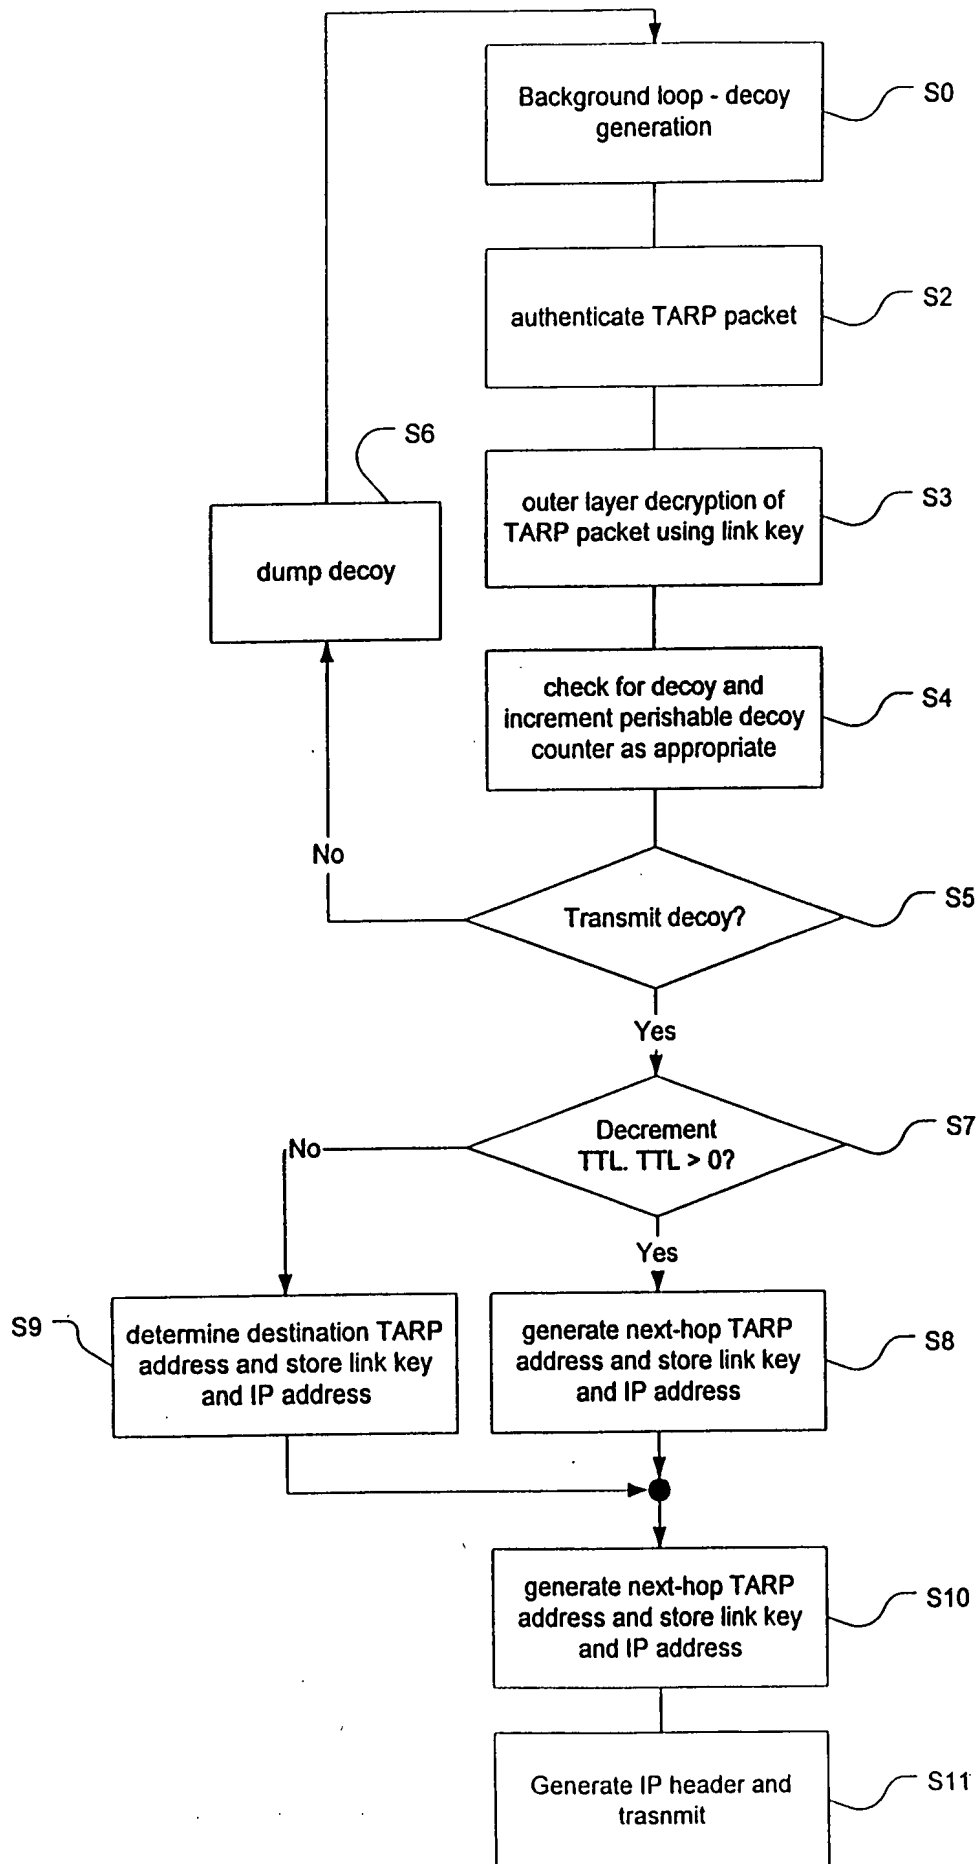 Background loop - decoy
generation
S0
authenticate TARP packet
S2
S6
outer layer decryption of
TARP packet using link key
S3
dump decoy
check for decoy and
increment perishable decoy
counter as appropriate
S4
No
Transmit decoy?
S5
Yes
Decrement
TTL. TTL > 0?
S7
No
Yes
S9
determine destination TARP
address and store link key
and IP address
generate next-hop TARP
address and store link key
and IP address
S8
generate next-hop TARP
address and store link key
and IP address
S10
Generate IP header and
trasnmit
S11